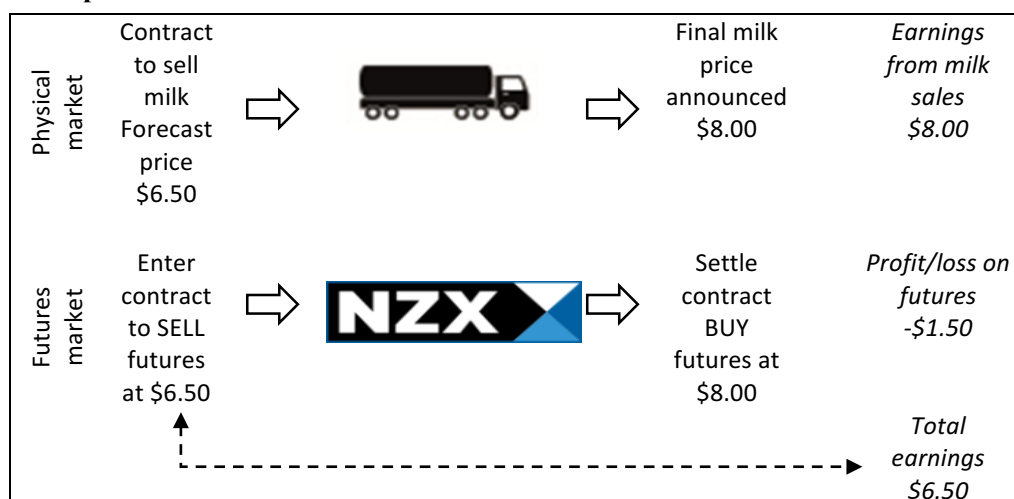 Physical
market
Contract
to sell
milk
Forecast
price
$6.50
Final milk
price
announced
$8.00
Earnings
from milk
sales
$8.00
Futures
market
Enter
contract
to SELL
futures
at $6.50
NZX
Settle
contract
BUY
futures at
$8.00
Profit/loss on
futures
-$1.50
Total
earnings
$6.50